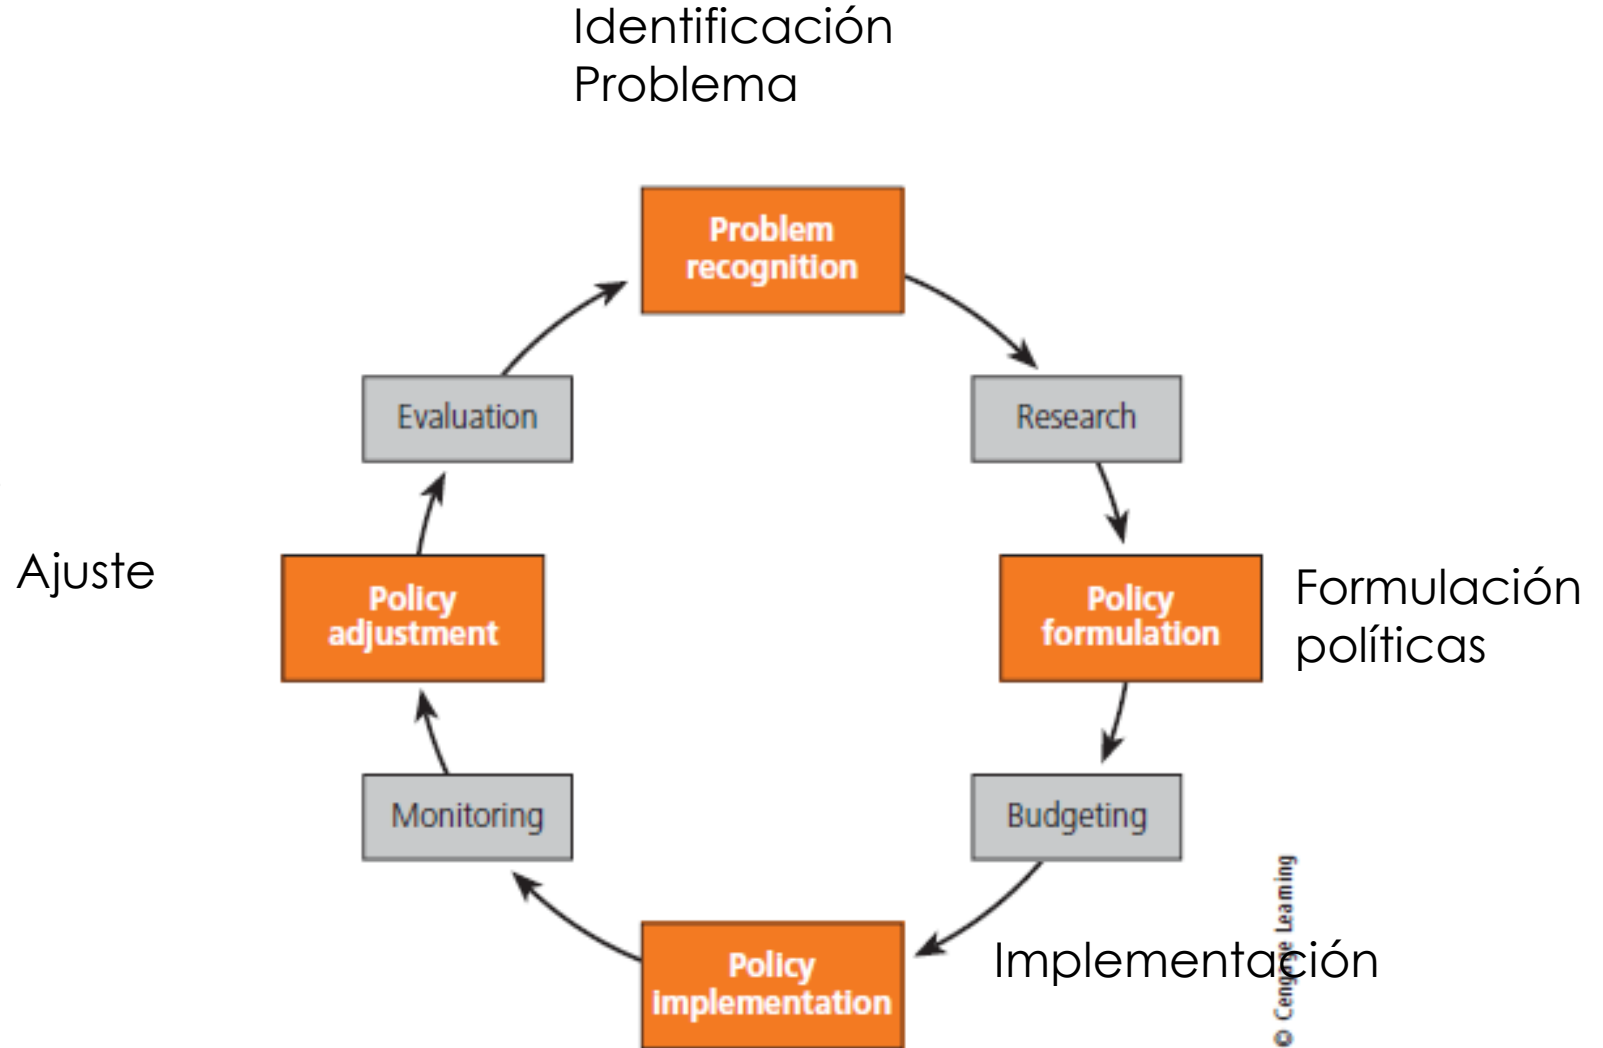 Identificación
Problema
Problem
recognition
Evaluation
Research
Ajuste
Policy
adjustment
Policy
formulation
Formulación
políticas
Monitoring
Budgeting
Policy
implementation
Implementación
© Cengage Learning